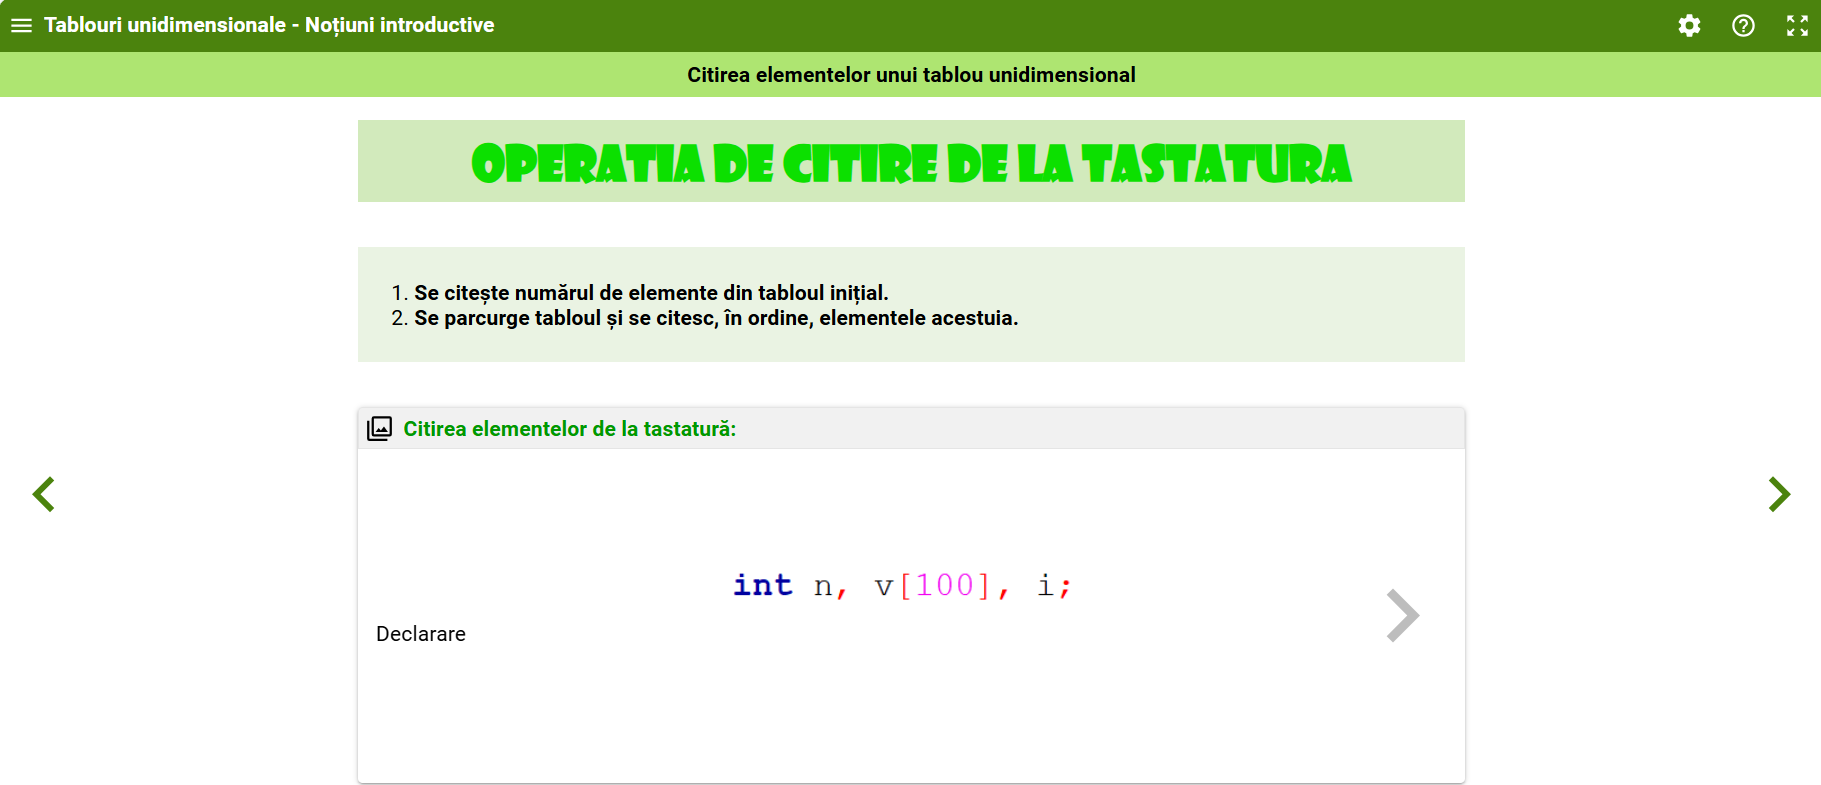 Tablouri unidimensionale - Noțiuni introductive
Citirea elementelor unui tablou unidimensional
OPERATIA DE CITIRE DE LA TASTATURA
1. Se citește numărul de elemente din tabloul inițial.
2. Se parcurge tabloul și se citesc, în ordine, elementele acestuia.
Citirea elementelor de la tastatură:
int n, v[100], i;
Declarare